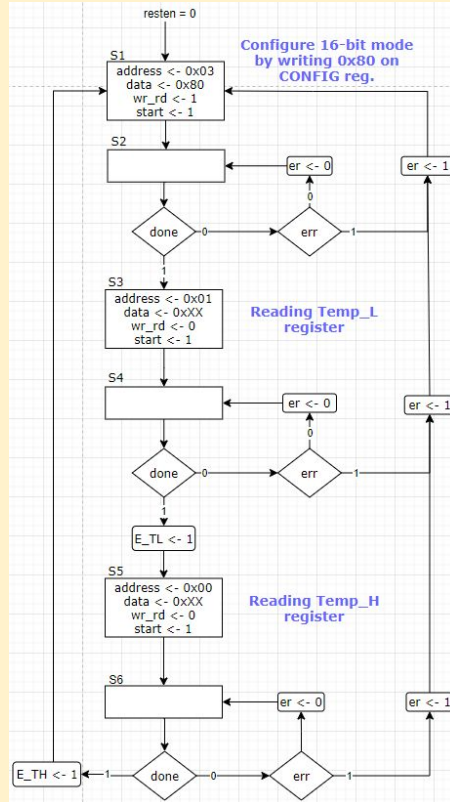 resten = 0
S1
Configure 16-bit mode
by writing 0x80 on
CONFIG reg.
address <- 0x03
data <- 0x80
wr_rd <- 1
start <- 1
S2
er <- 0
er <- 1
0
done
0
err
1
1
S3
address <- 0x01
data <- 0xXX
wr_rd <- 0
start <- 1
Reading Temp_L
register
S4
er <- 0
er <- 1
0
done
0
err
1
1
E_TL <- 1
S5
address <- 0x00
data <- 0xXX
wr_rd <- 0
start <- 1
Reading Temp_H
register
S6
er <- 0
er <- 1
E_TH <- 1
1
done
0
err
1